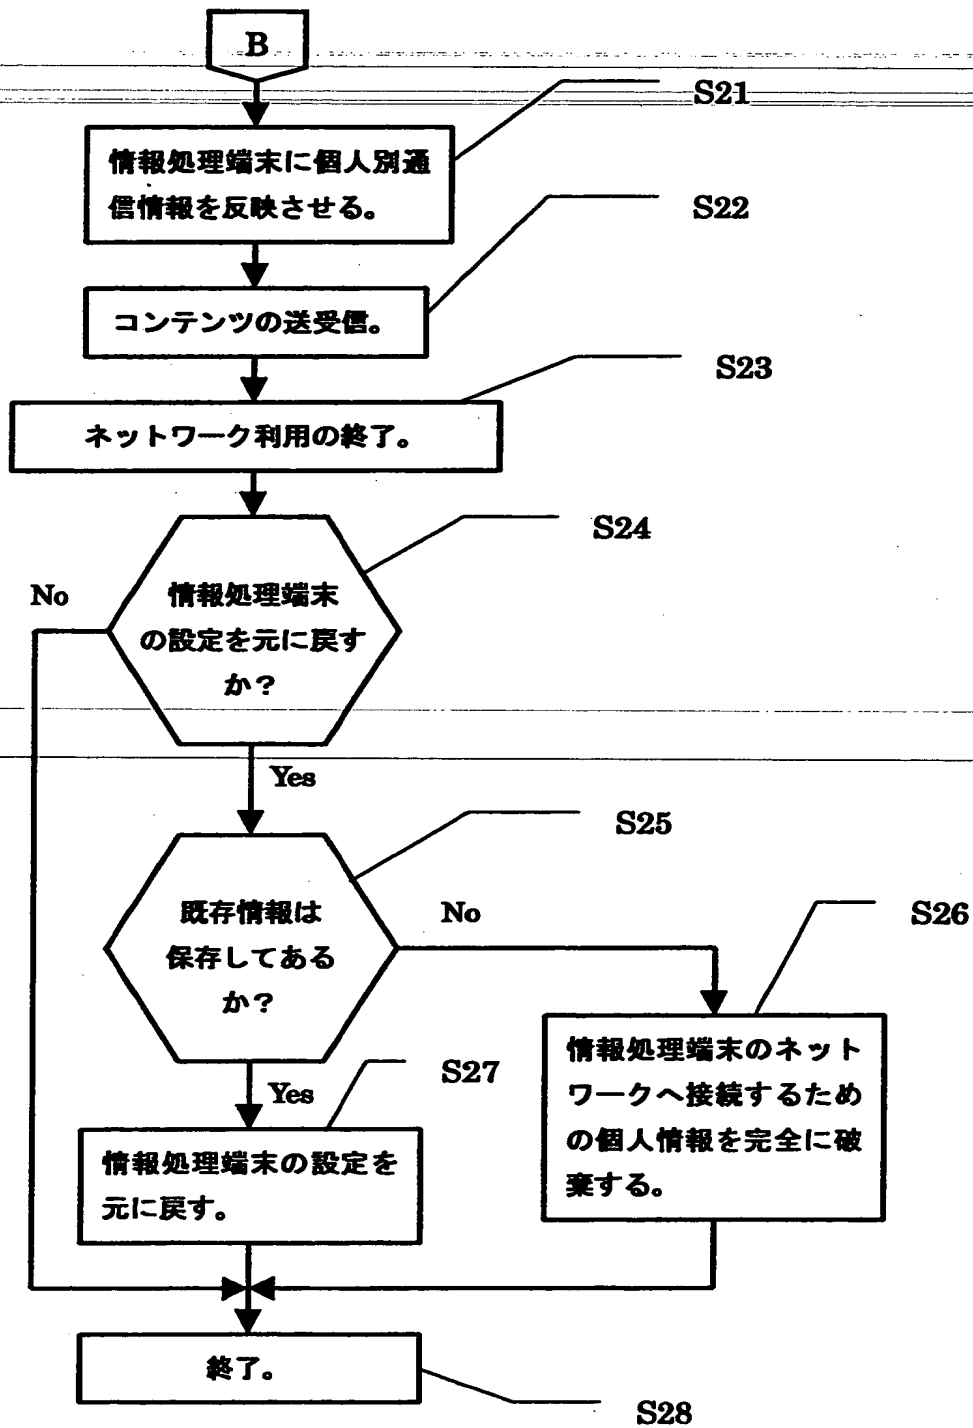 B
S21
情報処理端末に個人別通
信情報を反映させる。
S22
コンテンツの送受信。
S23
ネットワーク利用の終了。
S24
No
情報処理端末
の設定を元に戻す
か？
Yes
S25
既存情報は
保存してある
か？
No
S26
情報処理端末のネット
ワークへ接続するため
の個人情報を完全に破
棄する。
Yes
S27
情報処理端末の設定を
元に戻す。
終了。
S28